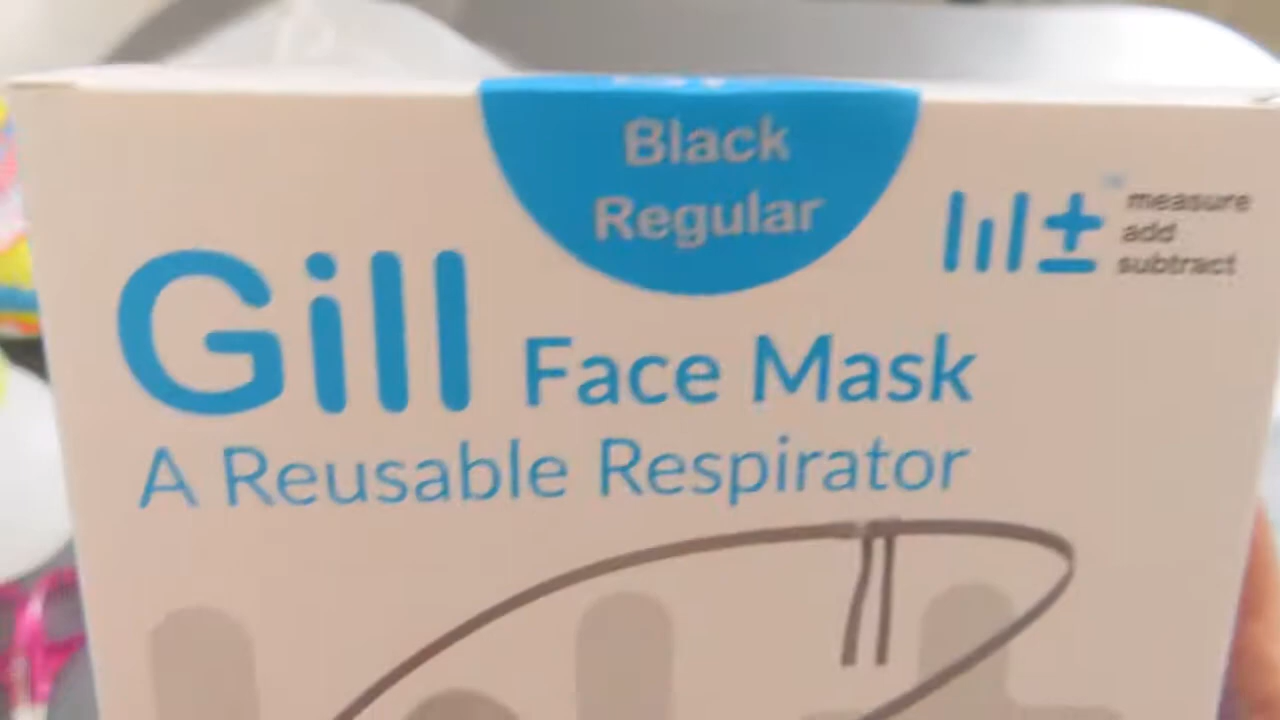 Black
Regular
measure
add
subtract
Gill Face Mask
A Reusable Respirator